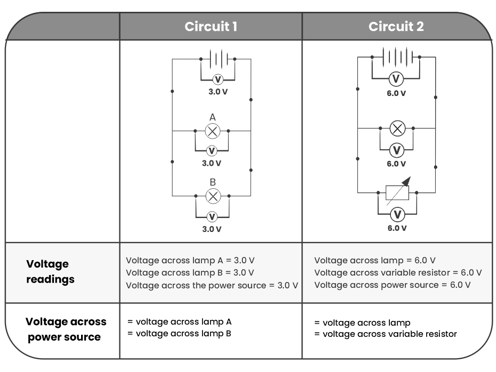 Circuit 1
Circuit 2
V
3.0 V
A
V
3.0 V
B
V
3.0 V
V
6.0 V
V
6.0 V
V
6.0 V
Voltage
readings
Voltage across lamp A = 3.0 V
Voltage across lamp B = 3.0 V
Voltage across the power source = 3.0 V
Voltage across lamp = 6.0 V
Voltage across variable resistor = 6.0 V
Voltage across power source = 6.0 V
Voltage across
power source
= voltage across lamp A
= voltage across lamp B
= voltage across lamp
= voltage across variable resistor